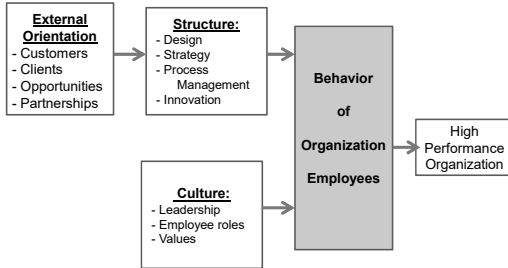 External
Orientation
- Customers
- Clients
- Opportunities
- Partnerships
Structure:
- Design
- Strategy
- Process
Management
- Innovation
Culture:
- Leadership
- Employee roles
- Values
Behavior
of
Organization
Employees
High
Performance
Organization